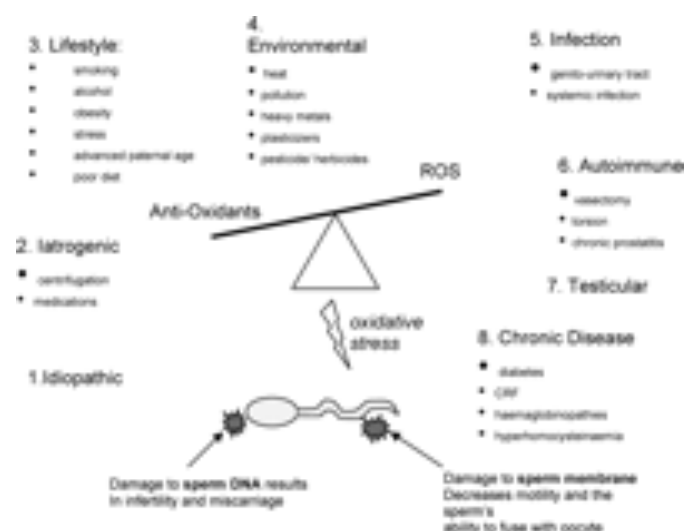 3. Lifestyle:
smoking
alcohol
obesity
stress
advanced paternal age
poor diet
4.
Environmental
heat
pollution
heavy metals
plasticizers
pesticide/ herbicides
5. Infection
genito-urinary tract
systemic infection
ROS
Anti-Oxidants
6. Autoimmune
vasectomy
torsion
chronic prostatitis
2. Iatrogenic
centrifugation
medications
7. Testicular
oxidative
stress
8. Chronic Disease
diabetes
CRF
haemaglobinopathies
hyperhomocysteinaemia
1.Idiopathic
Damage to sperm DNA results
In infertility and miscarriage
Damage to sperm membrane
Decreases motility and the
sperm's
ability to fuse with oocyte